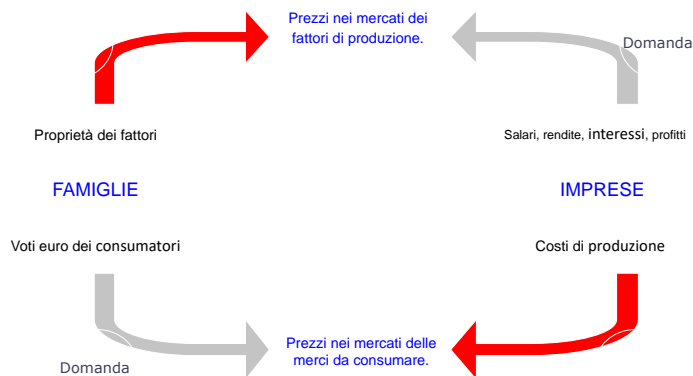 Prezzi nei mercati dei
fattori di produzione.
Domanda
Proprietà dei fattori
Salari, rendite, interessi, profitti
FAMIGLIE
IMPRESE
Voti euro dei consumatori
Costi di produzione
Prezzi nei mercati delle
merci da consumare.
Domanda